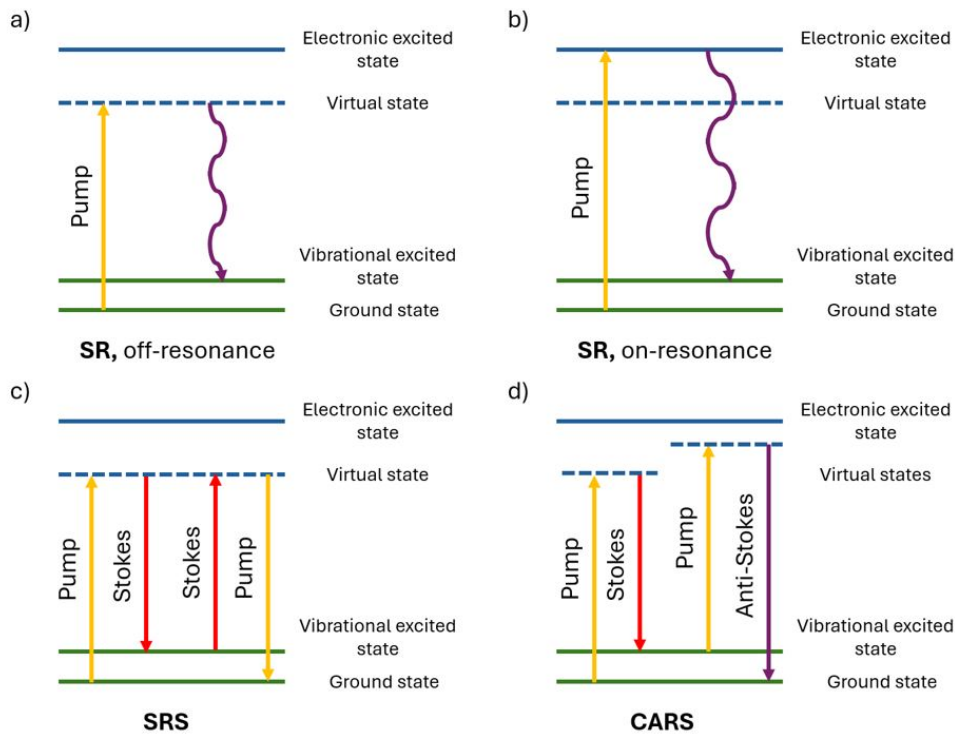 a)
Electronic excited
state
Virtual state
Pump
Vibrational excited
state
Ground state
SR, off-resonance
b)
Electronic excited
state
Virtual state
Pump
Vibrational excited
state
Ground state
SR, on-resonance
c)
Electronic excited
state
Virtual state
Pump
Stokes
Stokes
Pump
Vibrational excited
state
Ground state
SRS
d)
Electronic excited
state
Virtual states
Pump
Stokes
Pump
Anti-Stokes
Vibrational excited
state
Ground state
CARS